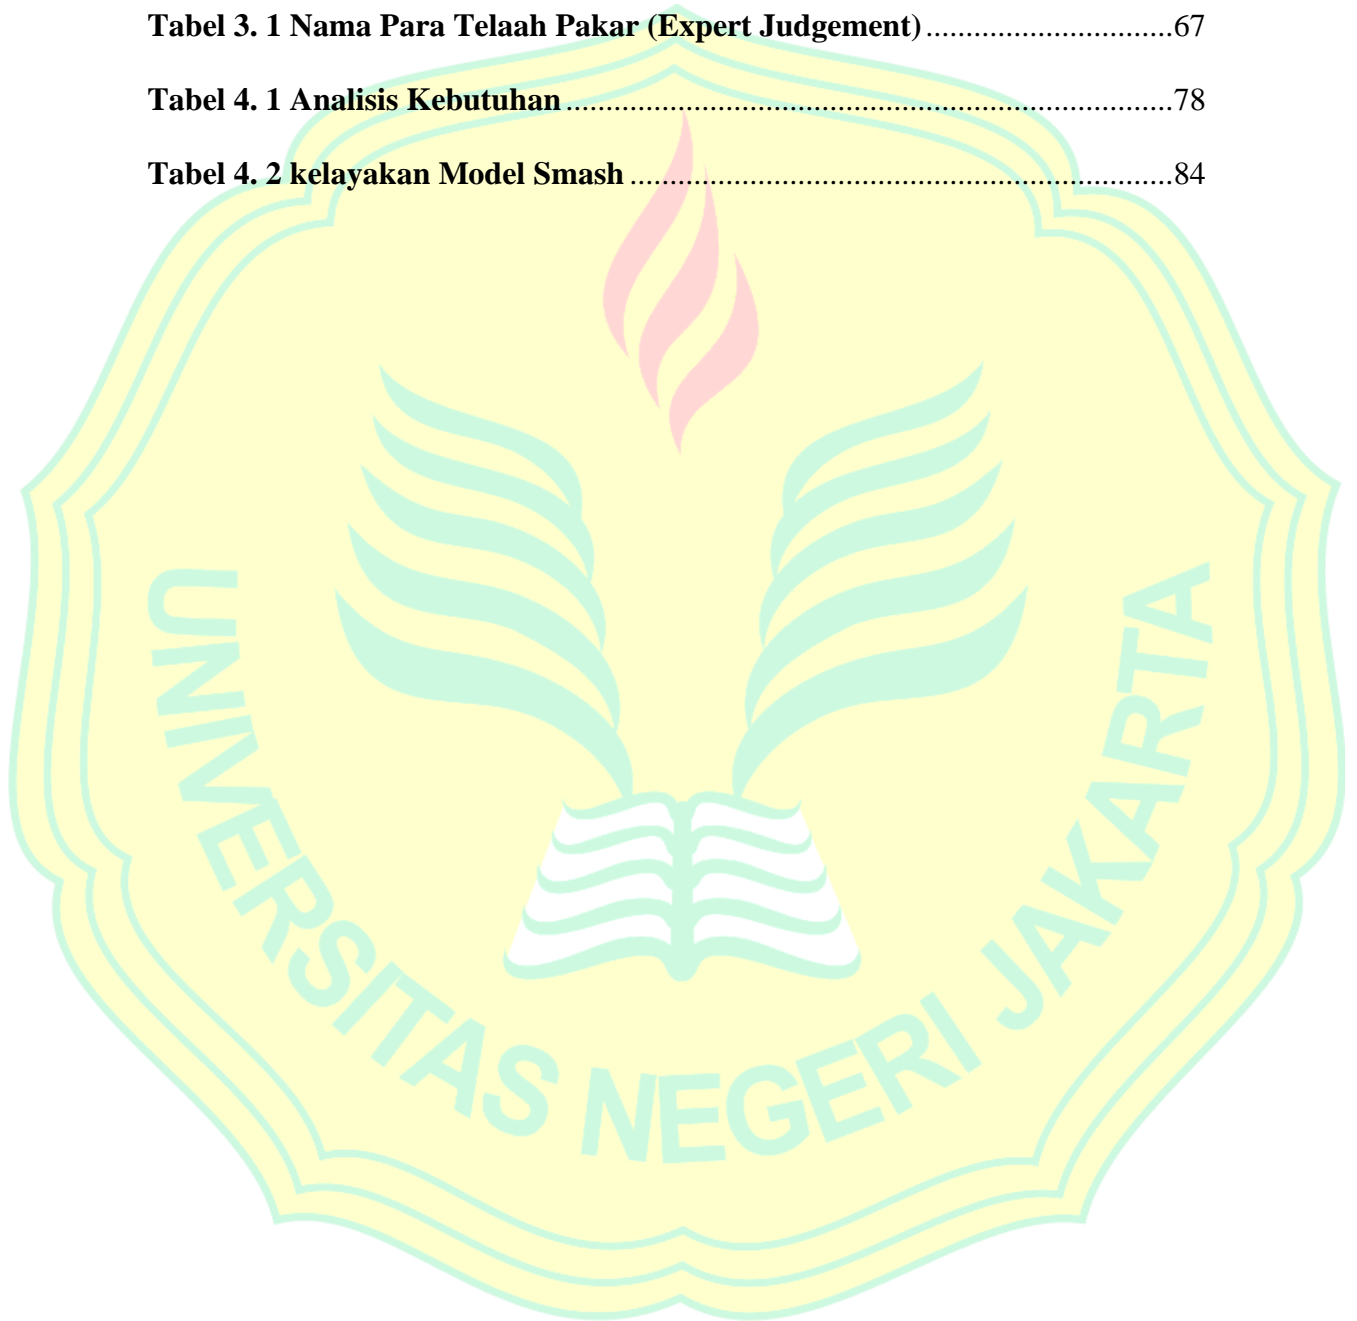 Tabel 3. 1 Nama Para Telaah Pakar (Expert Judgement)...........................67
Tabel 4. 1 Analisis Kebutuhan.................................................................78
Tabel 4. 2 kelayakan Model Smash..........................................................84
UNIVERSITAS NEGERI JAKARTA